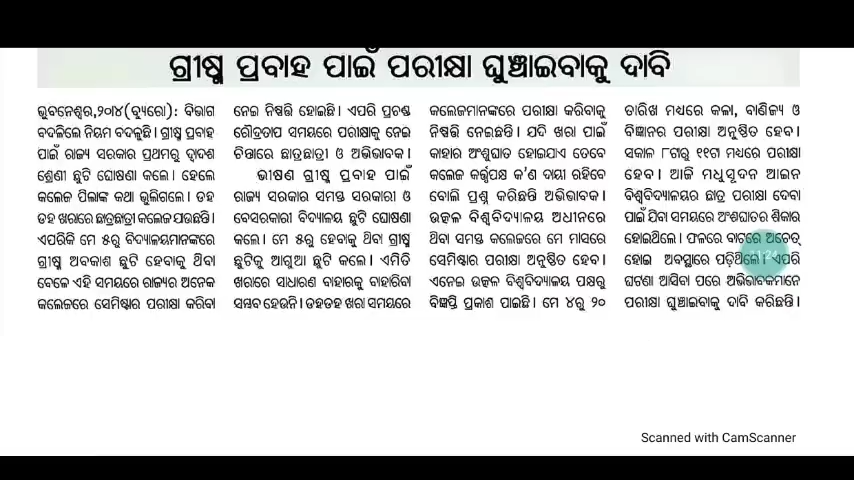 ଗ୍ରୀଷ୍ମ ପ୍ରବାହ ପାଇଁ ପରୀକ୍ଷା ଘୁଞ୍ଚାଇବାକୁ ଦାବି
ଭୁବନେଶ୍ୱର,୨୦।୪(ବ୍ୟୁରୋ): ବିଭାଗ
ବଦଳିଲେ ନିୟମ ବଦଳୁଛି। ଗ୍ରୀଷ୍ମ ପ୍ରବାହ
ପାଇଁ ରାଜ୍ୟ ସରକାର ପ୍ରଥମରୁ ଦ୍ୱାଦଶ
ଶ୍ରେଣୀ ଛୁଟି ଘୋଷଣା କଲେ। ହେଲେ
କଲେଜ ପିଲାଙ୍କ କଥା ଭୁଲିଗଲେ। ତହ
ତହ ଖରାରେ ଛାତ୍ରଛାତ୍ରୀ କଲେଜ ଯାଉଛନ୍ତି।
ଏପରିକି ମେ ୫ରୁ ବିଦ୍ୟାଳୟମାନଙ୍କରେ
ଗ୍ରୀଷ୍ମ ଅବକାଶ ଛୁଟି ହେବାକୁ ଥିବା
ବେଳେ ଏହି ସମୟରେ ରାଜ୍ୟର ଅନେକ
କଲେଜରେ ସେମିଷ୍ଟାର ପରୀକ୍ଷା କରିବା
ନେଇ ନିଷ୍ପତ୍ତି ହୋଇଛି। ଏପରି ପ୍ରଚଣ୍ଡ
ରୌଦ୍ରତାପ ସମୟରେ ପରୀକ୍ଷାକୁ ନେଇ
ଚିନ୍ତାରେ ଛାତ୍ରଛାତ୍ରୀ ଓ ଅଭିଭାବକ।
ଭୀଷଣ ଗ୍ରୀଷ୍ମ ପ୍ରବାହ ପାଇଁ
ରାଜ୍ୟ ସରକାର ସମସ୍ତ ସରକାରୀ ଓ
ବେସରକାରୀ ବିଦ୍ୟାଳୟ ଛୁଟି ଘୋଷଣା
କଲେ। ମେ ୫ରୁ ହେବାକୁ ଥିବା ଗ୍ରୀଷ୍ମ
ଛୁଟିକୁ ଆଗୁଆ ଛୁଟି କଲେ। ଏମିତି
ଖରାରେ ସାଧାରଣ ବାହାରକୁ ବାହାରିବା
ସମ୍ଭବ ହେଉନି। ତହତହ ଖରା ସମୟରେ
କଲେଜମାନଙ୍କରେ ପରୀକ୍ଷା କରିବାକୁ
ନିଷ୍ପତ୍ତି ନେଇଛନ୍ତି। ଯଦି ଖରା ପାଇଁ
କାହାର ଅଂଶୁଘାତ ହୋଇଯାଏ ତେବେ
କଲେଜ କର୍ତ୍ତୃପକ୍ଷ କ'ଣ ଦାୟୀ ରହିବେ
ବୋଲି ପ୍ରଶ୍ନ କରିଛନ୍ତି ଅଭିଭାବକ।
ଉତ୍କଳ ବିଶ୍ୱବିଦ୍ୟାଳୟ ଅଧୀନରେ
ଥିବା ସମସ୍ତ କଲେଜରେ ମେ ମାସରେ
ସେମିଷ୍ଟାର ପରୀକ୍ଷା ଅନୁଷ୍ଠିତ ହେବ।
ଏନେଇ ଉତ୍କଳ ବିଶ୍ୱବିଦ୍ୟାଳୟ ପକ୍ଷରୁ
ବିଜ୍ଞପ୍ତି ପ୍ରକାଶ ପାଇଛି। ମେ ୪ରୁ ୨୦
ତାରିଖ ମଧ୍ୟରେ କଳା, ବାଣିଜ୍ୟ ଓ
ବିଜ୍ଞାନର ପରୀକ୍ଷା ଅନୁଷ୍ଠିତ ହେବ।
ସକାଳ ୮ଟାରୁ ୧୧ଟା ମଧ୍ୟରେ ପରୀକ୍ଷା
ହେବ। ଆଜି ମଧୁସୂଦନ ଆଇନ
ବିଶ୍ୱବିଦ୍ୟାଳୟର ଛାତ୍ର ପରୀକ୍ଷା ଦେବା
ପାଇଁ ଯିବା ସମୟରେ ଅଂଶଘାତର ଶିକାର
ହୋଇଥିଲେ। ଫଳରେ ବାଟରେ ଅଚେତ୍
ହୋଇ ଅବସ୍ଥାରେ ପଡ଼ିଥିଲେ। ଏପରି
ଘଟଣା ଆସିବା ପରେ ଅଭିଭାବକମାନେ
ପରୀକ୍ଷା ଘୁଞ୍ଚାଇବାକୁ ଦାବି କରିଛନ୍ତି।
Scanned with CamScanner